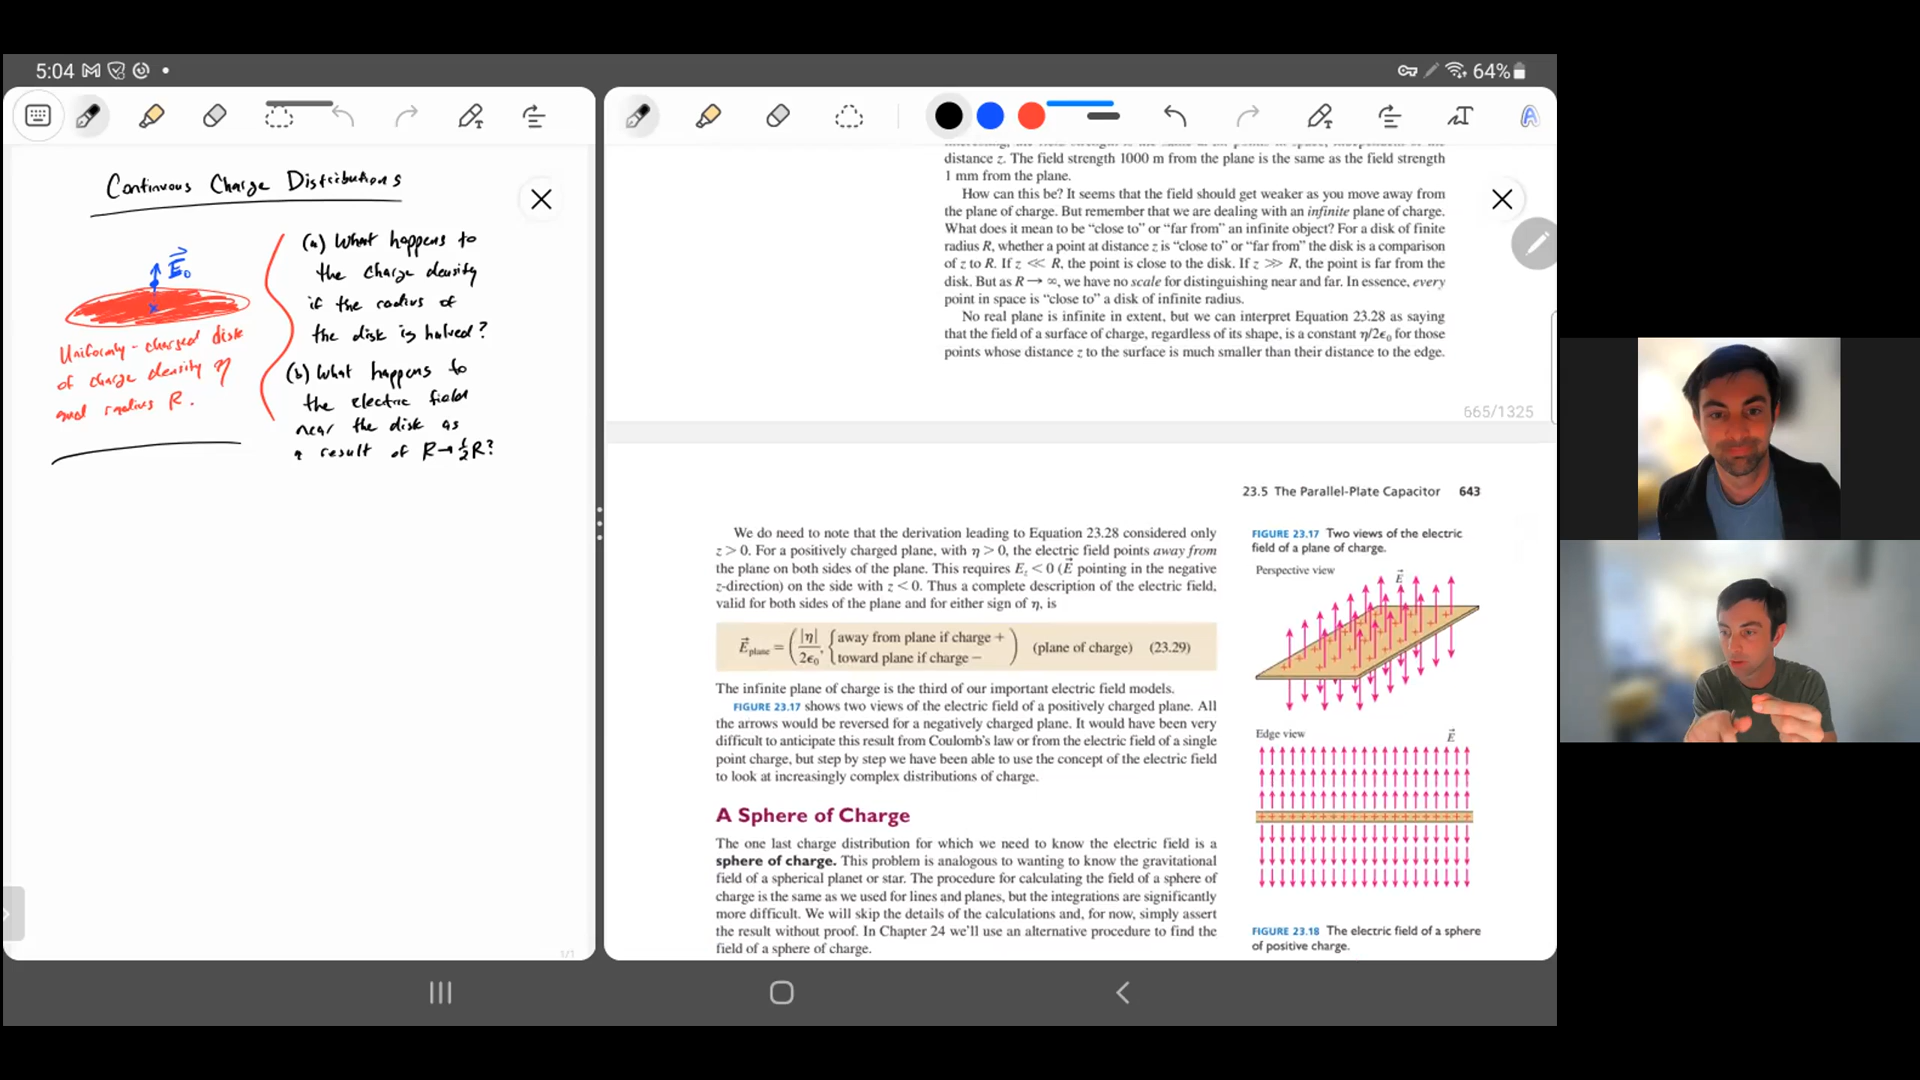 5:04
64%
Continuous Charge Distributions
E₀
Uniformly-charged disk
of charge density η
and radius R.
(a) What happens to
the charge density
if the radius of
the disk is halved?
(b) What happens to
the electric field
near the disk as
a result of R→½R?
1/1
distance z. The field strength 1000 m from the plane is the same as the field strength
1 mm from the plane.
How can this be? It seems that the field should get weaker as you move away from
the plane of charge. But remember that we are dealing with an infinite plane of charge.
What does it mean to be “close to” or “far from” an infinite object? For a disk of finite
radius R, whether a point at distance z is “close to” or “far from” the disk is a comparison
of z to R. If z ≪ R, the point is close to the disk. If z ≫ R, the point is far from the
disk. But as R→ ∞, we have no scale for distinguishing near and far. In essence, every
point in space is “close to” a disk of infinite radius.
No real plane is infinite in extent, but we can interpret Equation 23.28 as saying
that the field of a surface of charge, regardless of its shape, is a constant η/2ϵ₀ for those
points whose distance z to the surface is much smaller than their distance to the edge.
665/1325
23.5 The Parallel-Plate Capacitor 643
We do need to note that the derivation leading to Equation 23.28 considered only
z > 0. For a positively charged plane, with η > 0, the electric field points away from
the plane on both sides of the plane. This requires E_z < 0 (E⃗ pointing in the negative
z-direction) on the side with z < 0. Thus a complete description of the electric field,
valid for both sides of the plane and for either sign of η, is
E⃗_plane = ( |η|/2ϵ₀, { away from plane if charge +
toward plane if charge − ) (plane of charge) (23.29)
The infinite plane of charge is the third of our important electric field models.
FIGURE 23.17 shows two views of the electric field of a positively charged plane. All
the arrows would be reversed for a negatively charged plane. It would have been very
difficult to anticipate this result from Coulomb’s law or from the electric field of a single
point charge, but step by step we have been able to use the concept of the electric field
to look at increasingly complex distributions of charge.
A Sphere of Charge
The one last charge distribution for which we need to know the electric field is a
sphere of charge. This problem is analogous to wanting to know the gravitational
field of a spherical planet or star. The procedure for calculating the field of a sphere of
charge is the same as we used for lines and planes, but the integrations are significantly
more difficult. We will skip the details of the calculations and, for now, simply assert
the result without proof. In Chapter 24 we’ll use an alternative procedure to find the
field of a sphere of charge.
FIGURE 23.17 Two views of the electric
field of a plane of charge.
Perspective view
E⃗
Edge view
E⃗
FIGURE 23.18 The electric field of a sphere
of positive charge.